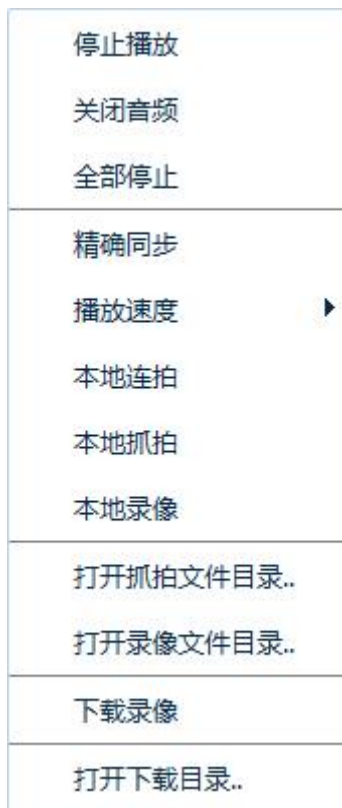 停止播放
关闭音频
全部停止
精确同步
播放速度
本地连拍
本地抓拍
本地录像
打开抓拍文件目录..
打开录像文件目录..
下载录像
打开下载目录..